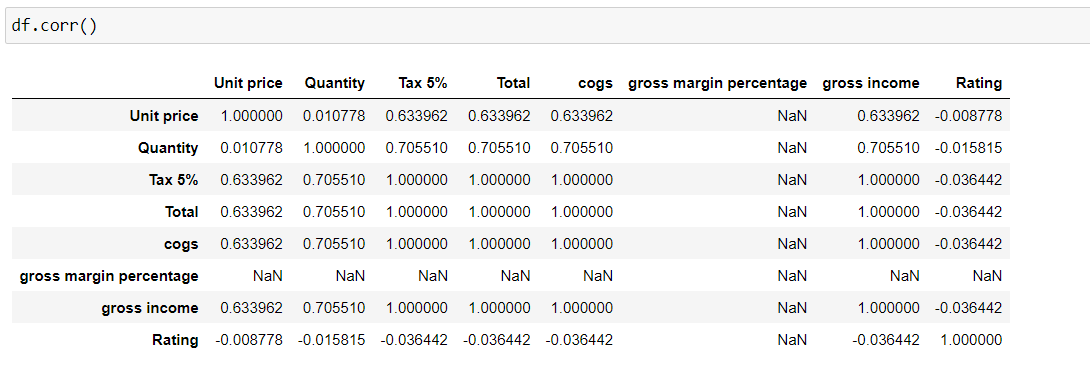 df.corr()
Unit price Quantity Tax 5% Total cogs gross margin percentage gross income Rating
Unit price 1.000000 0.010778 0.633962 0.633962 0.633962 NaN 0.633962 -0.008778
Quantity 0.010778 1.000000 0.705510 0.705510 0.705510 NaN 0.705510 -0.015815
Tax 5% 0.633962 0.705510 1.000000 1.000000 1.000000 NaN 1.000000 -0.036442
Total 0.633962 0.705510 1.000000 1.000000 1.000000 NaN 1.000000 -0.036442
cogs 0.633962 0.705510 1.000000 1.000000 1.000000 NaN 1.000000 -0.036442
gross margin percentage NaN NaN NaN NaN NaN NaN NaN NaN
gross income 0.633962 0.705510 1.000000 1.000000 1.000000 NaN 1.000000 -0.036442
Rating -0.008778 -0.015815 -0.036442 -0.036442 -0.036442 NaN -0.036442 1.000000